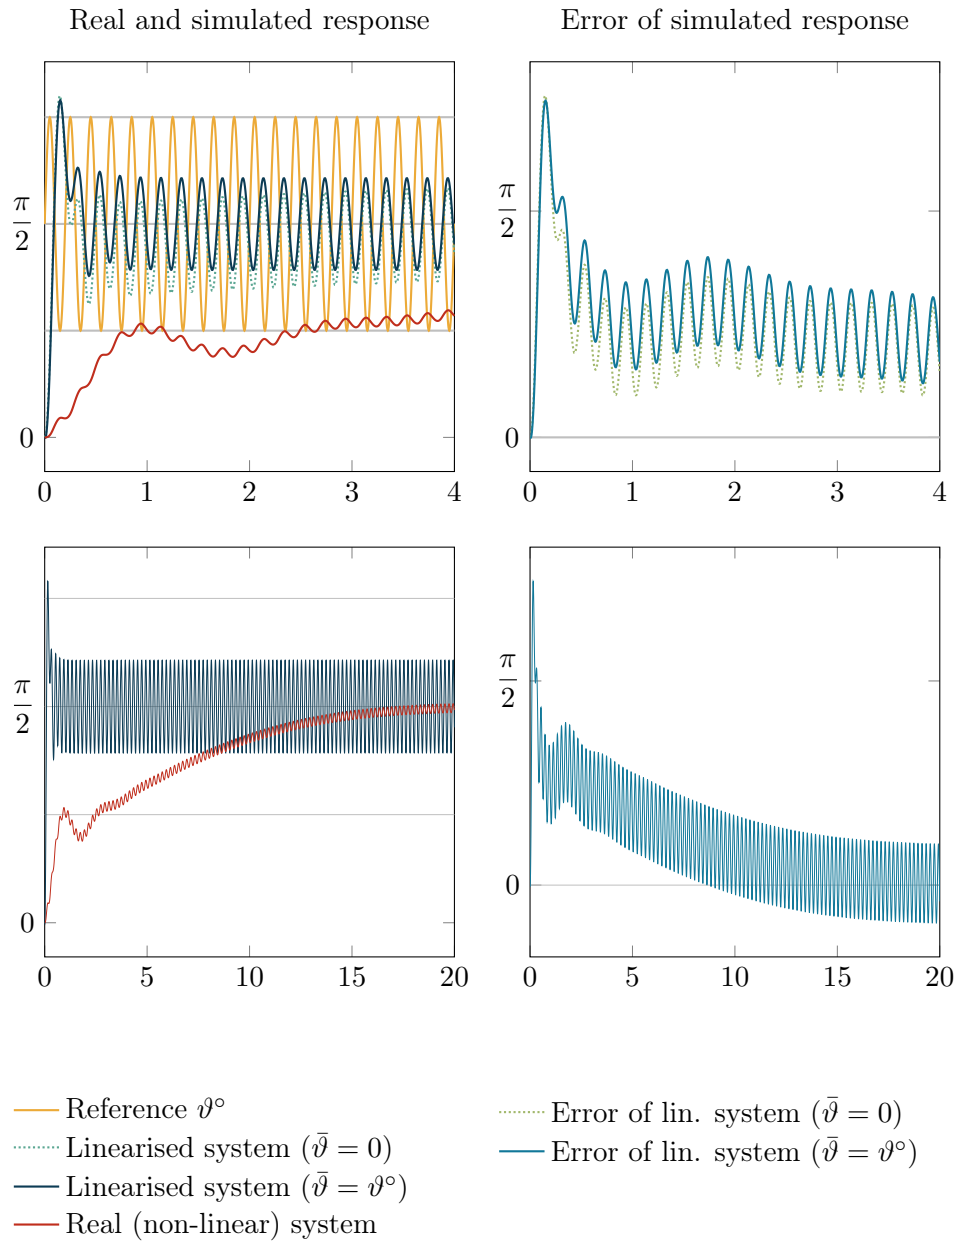 Real and simulated response
Error of simulated response
π
2
0
0 1 2 3 4
π
2
0
0 1 2 3 4
π
2
0
0 5 10 15 20
π
2
0
0 5 10 15 20
Reference ϑ°
Linearised system (ϑ̄ = 0)
Linearised system (ϑ̄ = ϑ°)
Real (non-linear) system
Error of lin. system (ϑ̄ = 0)
Error of lin. system (ϑ̄ = ϑ°)